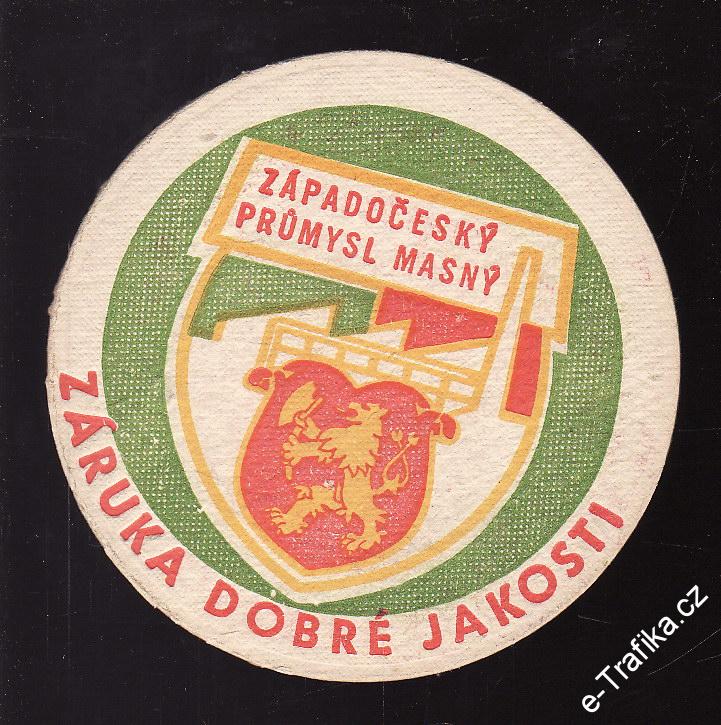 ZÁPADOČESKÝ
PRŮMYSL MASNÝ
ZÁRUKA DOBRÉ JAKOSTI
e-Trafika.cz